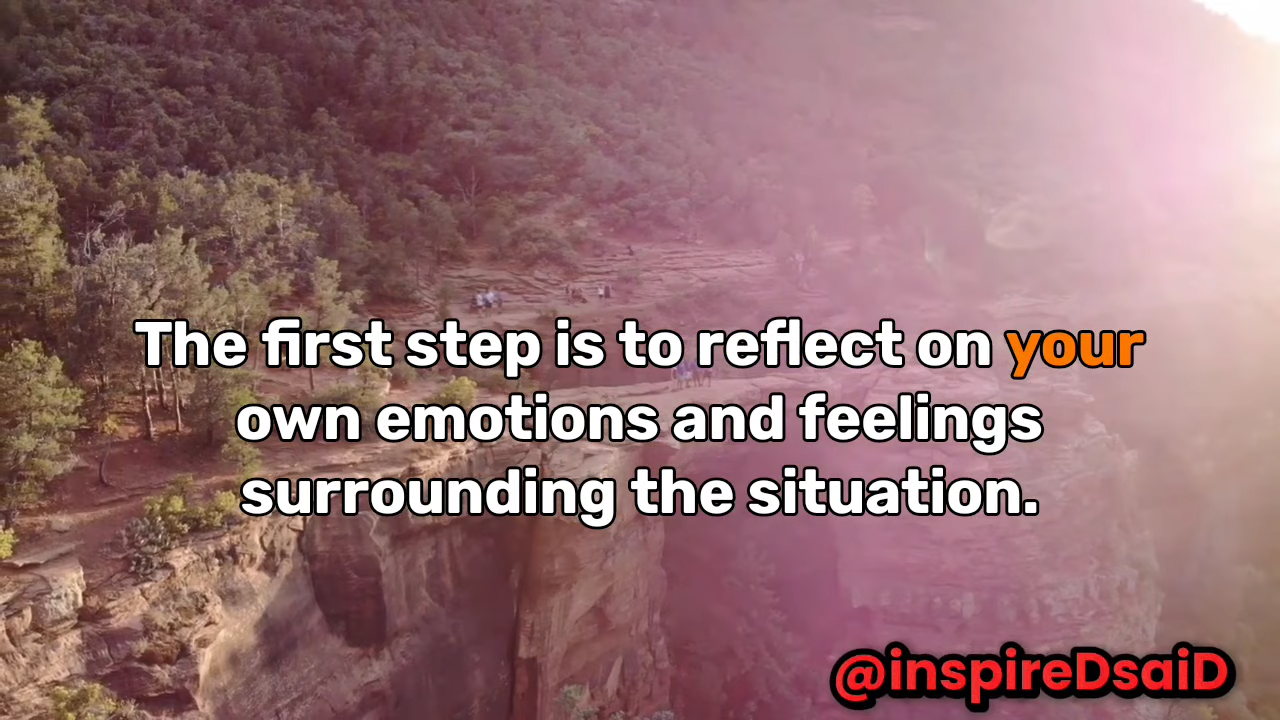 The first step is to reflect on your
own emotions and feelings
surrounding the situation.
@inspireDsaiD